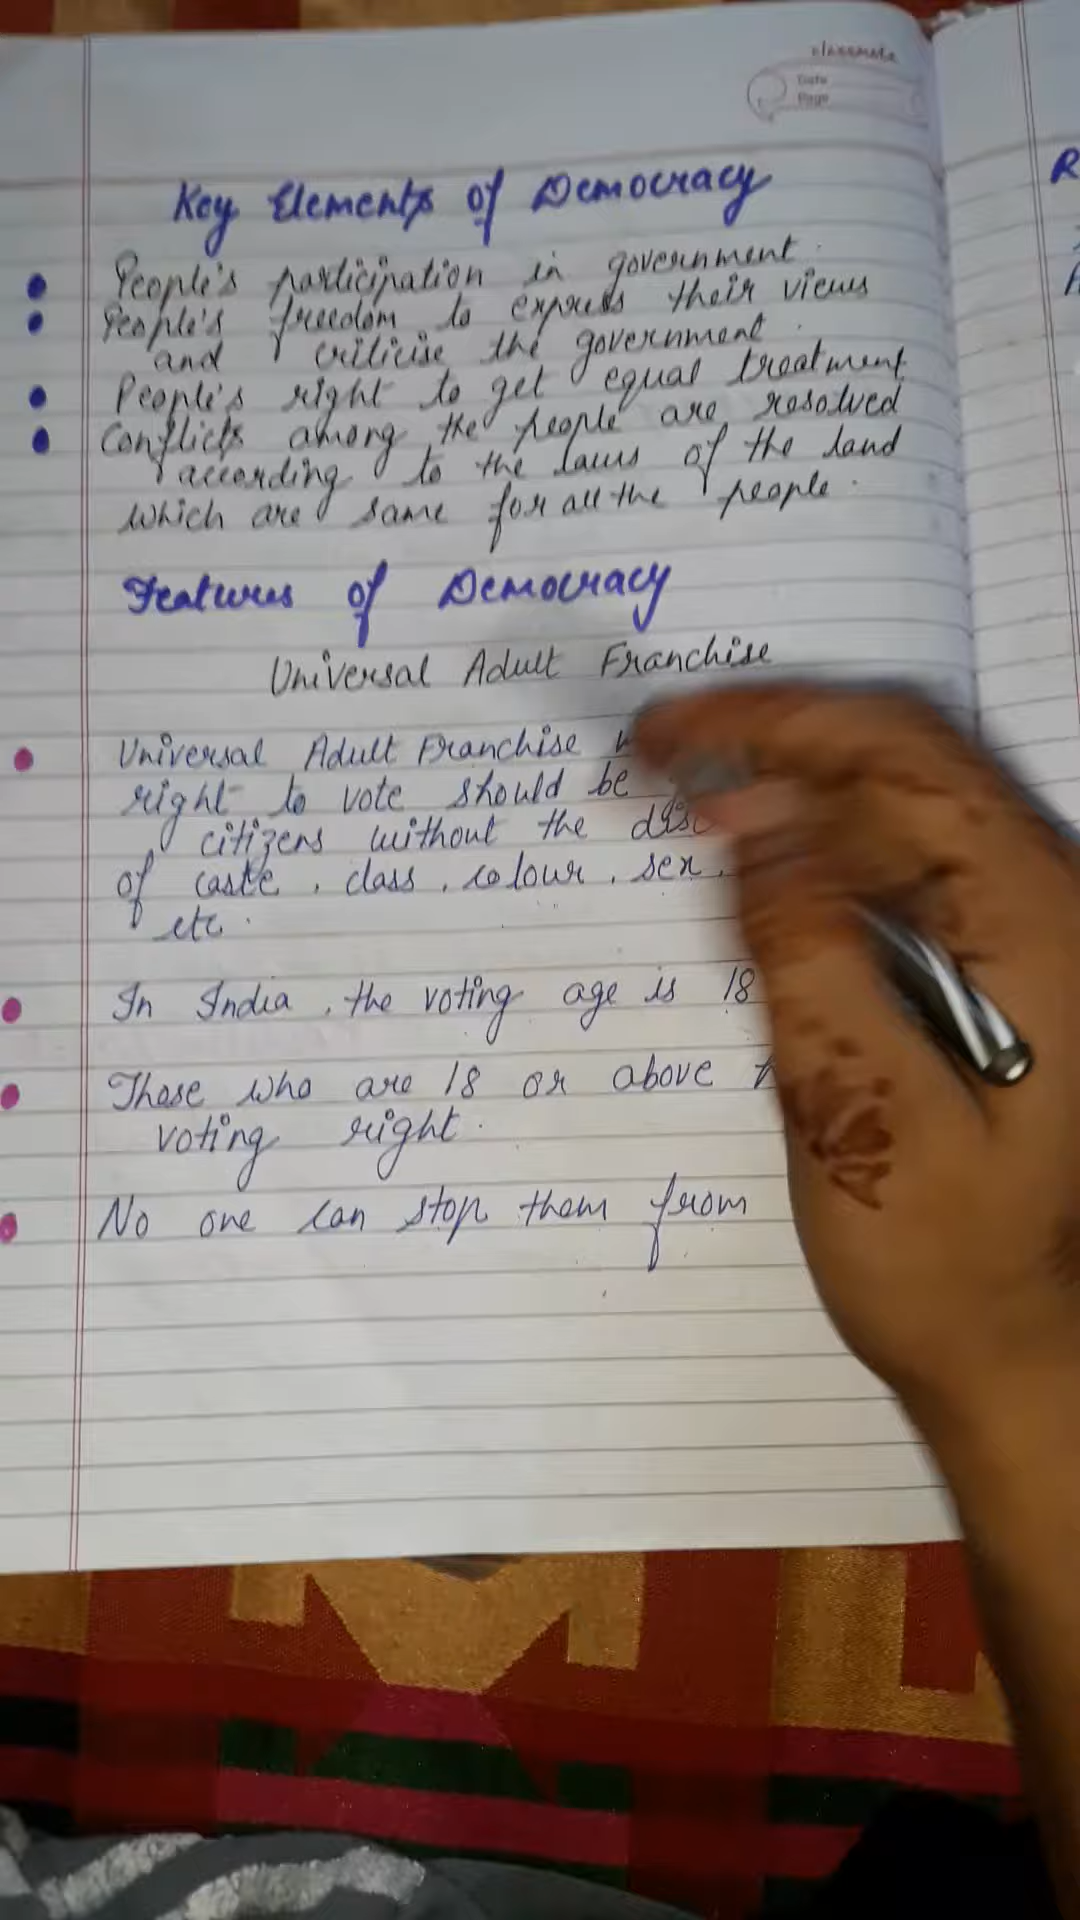 classmate
Date
Page
Key Elements of Democracy
People's participation in government.
People's freedom to express their views
and criticise the government.
People's right to get equal treatment
Conflicts among the people are resolved
according to the laws of the land
which are same for all the people.
Features of Democracy
Universal Adult Franchise
Universal Adult Franchise
right to vote should be
citizens without the
of caste, class, colour, sex,
etc.
In India, the voting age is 18
Those who are 18 or above
voting right.
No one can stop them from
R